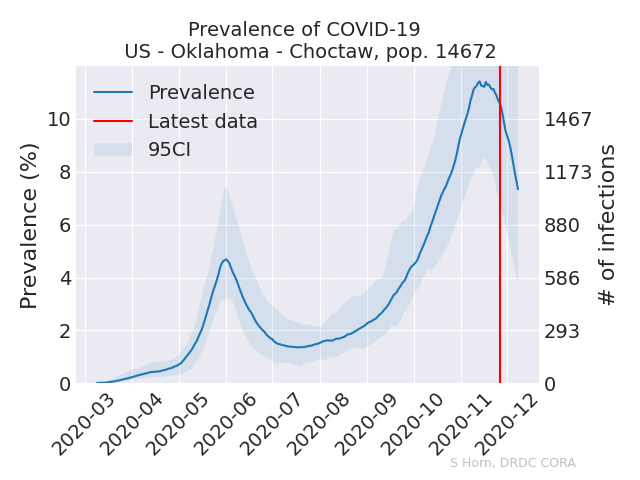 Prevalence of COVID-19
US - Oklahoma - Choctaw, pop. 14672
Prevalence
Latest data
95CI
Prevalence (%)
10
8
6
4
2
0
1467
1173
880
586
293
0
# of infections
2020-03
2020-04
2020-05
2020-06
2020-07
2020-08
2020-09
2020-10
2020-11
2020-12
S Horn, DRDC CORA